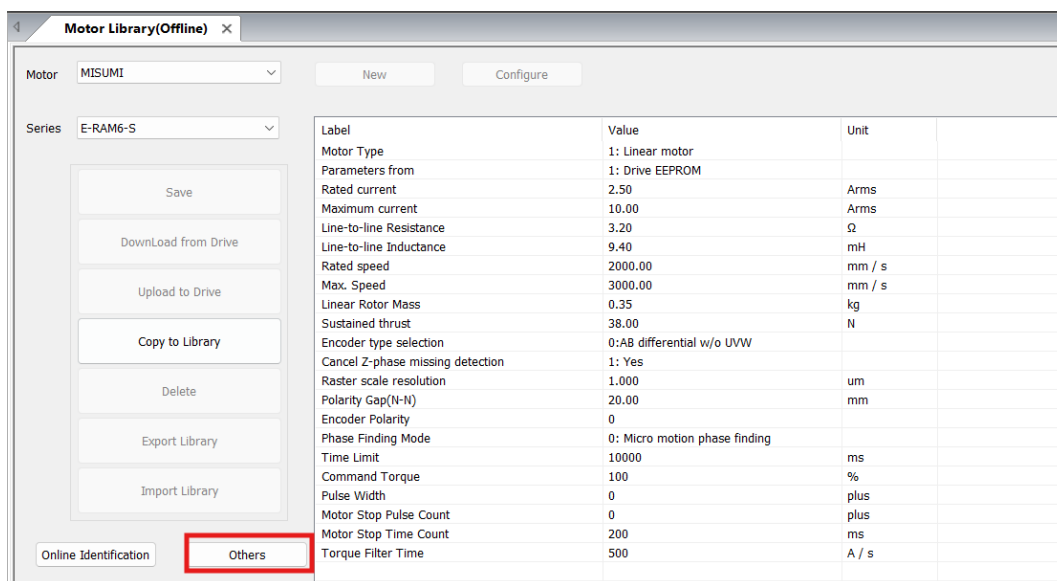 Motor Library(Offline)
Motor MISUMI New Configure
Series E-RAM6-S
Label Value Unit
Motor Type 1: Linear motor
Parameters from 1: Drive EEPROM
Rated current 2.50 Arms
Maximum current 10.00 Arms
Line-to-line Resistance 3.20 Ω
Line-to-line Inductance 9.40 mH
Rated speed 2000.00 mm / s
Max. Speed 3000.00 mm / s
Linear Rotor Mass 0.35 kg
Sustained thrust 38.00 N
Encoder type selection 0:AB differential w/o UVW
Cancel Z-phase missing detection 1: Yes
Raster scale resolution 1.000 um
Polarity Gap(N-N) 20.00 mm
Encoder Polarity 0
Phase Finding Mode 0: Micro motion phase finding
Time Limit 10000 ms
Command Torque 100 %
Pulse Width 0 plus
Motor Stop Pulse Count 0 plus
Motor Stop Time Count 200 ms
Torque Filter Time 500 A / s
Save
DownLoad from Drive
Upload to Drive
Copy to Library
Delete
Export Library
Import Library
Online Identification Others